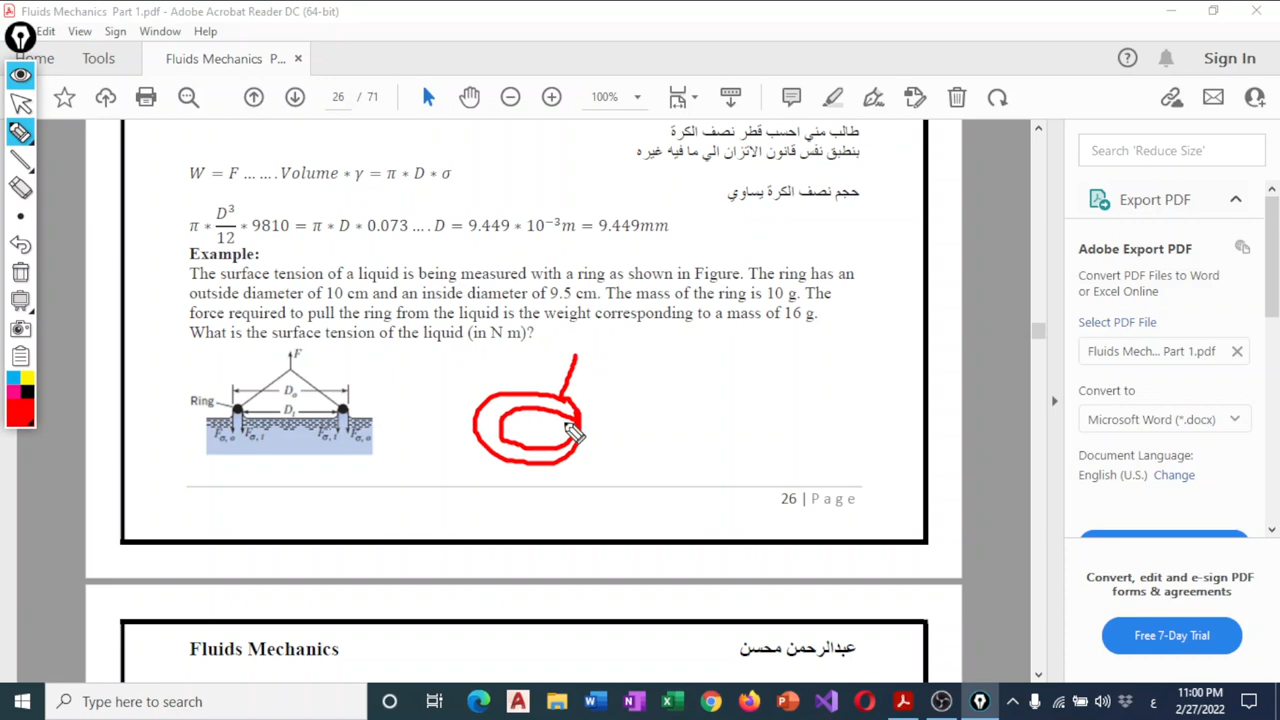 Fluids Mechanics Part 1.pdf - Adobe Acrobat Reader DC (64-bit)
Edit View Sign Window Help
Home Tools Fluids Mechanics P... ×
26 / 71 100% Sign In
طالب مني احسب قطر نصف الكرة
بنطبق نفس قانون الاتزان الي ما فيه غيره
W = F … … . Volume ∗ γ = π ∗ D ∗ σ
حجم نصف الكرة يساوي
π ∗ D³/12 ∗ 9810 = π ∗ D ∗ 0.073 … . D = 9.449 ∗ 10⁻³m = 9.449mm
Example:
The surface tension of a liquid is being measured with a ring as shown in Figure. The ring has an
outside diameter of 10 cm and an inside diameter of 9.5 cm. The mass of the ring is 10 g. The
force required to pull the ring from the liquid is the weight corresponding to a mass of 16 g.
What is the surface tension of the liquid (in N m)?
F
Dₒ
Ring
Dᵢ
Fσ,o Fσ,i Fσ,i Fσ,o
26 | Page
Fluids Mechanics عبدالرحمن محسن
Search 'Reduce Size'
Export PDF
Adobe Export PDF
Convert PDF Files to Word
or Excel Online
Select PDF File
Fluids Mech... Part 1.pdf
Convert to
Microsoft Word (*.docx)
Document Language:
English (U.S.) Change
Convert, edit and e-sign PDF
forms & agreements
Free 7-Day Trial
Type here to search
ع
11:00 PM
2/27/2022